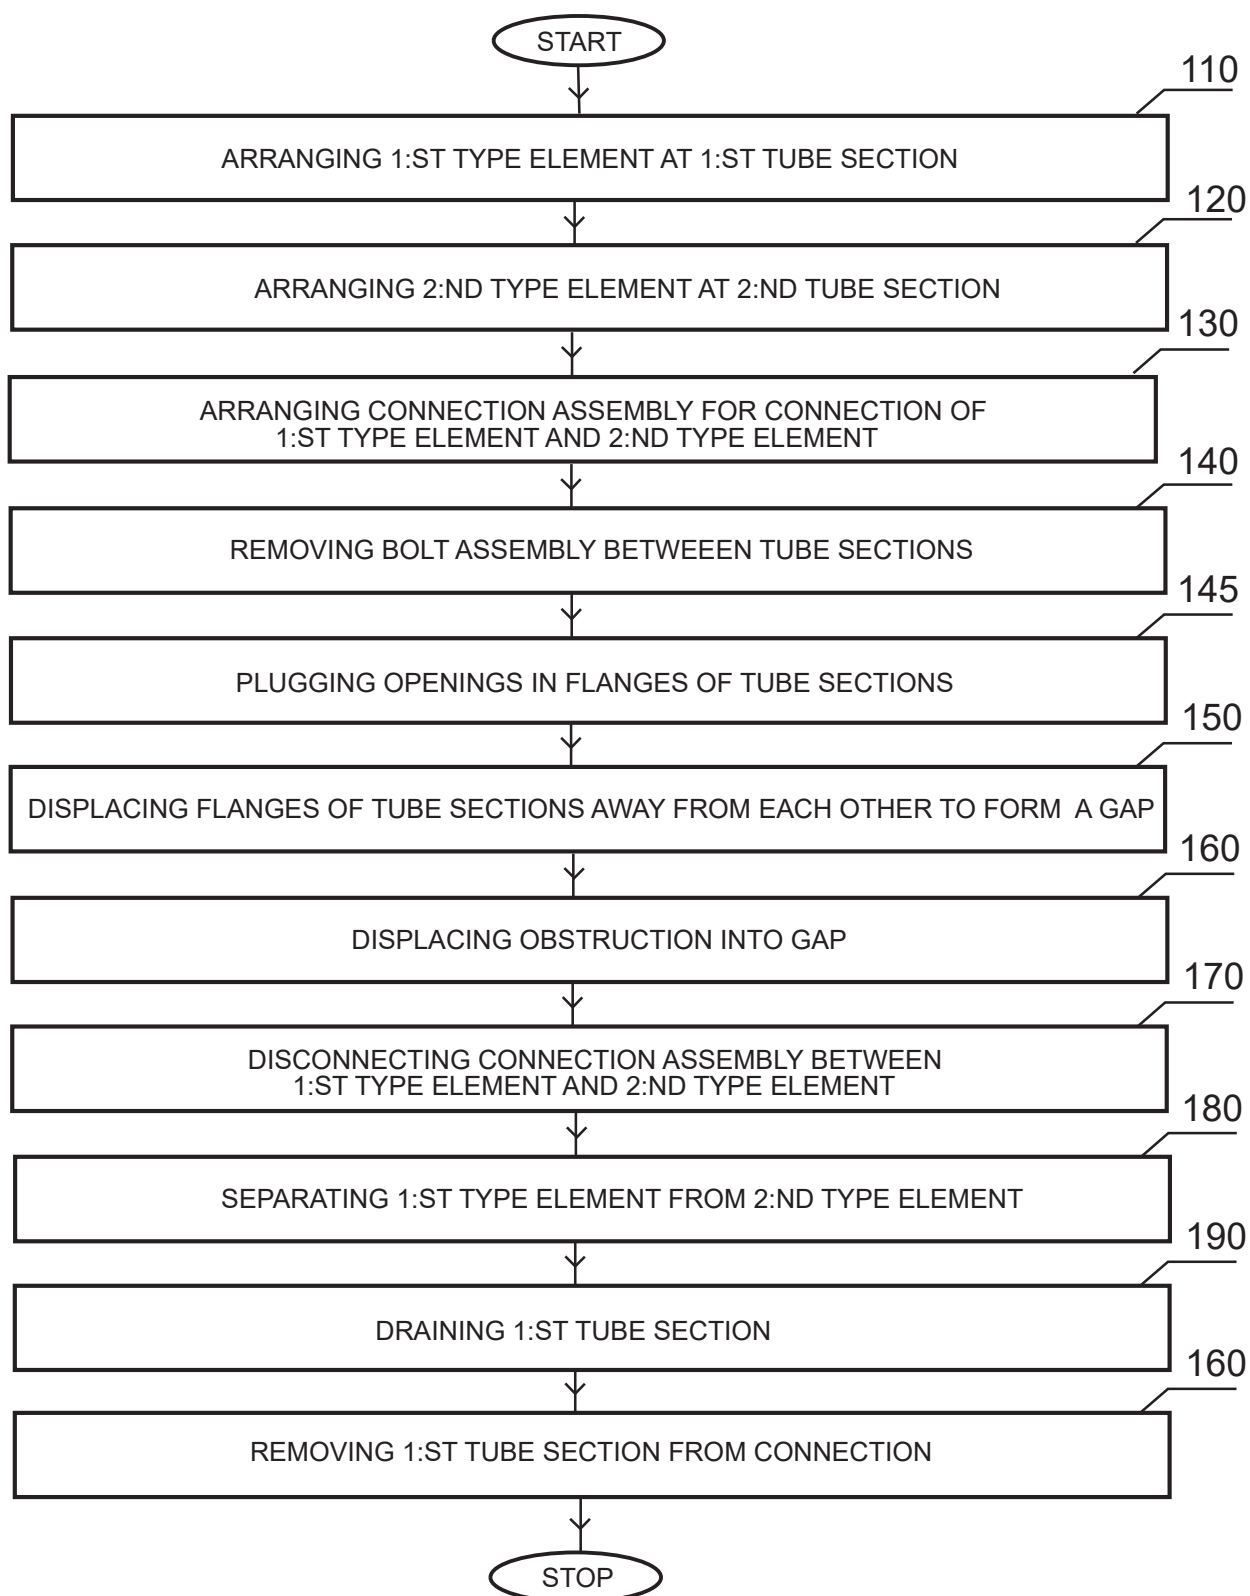 START
110
ARRANGING 1:ST TYPE ELEMENT AT 1:ST TUBE SECTION
120
ARRANGING 2:ND TYPE ELEMENT AT 2:ND TUBE SECTION
130
ARRANGING CONNECTION ASSEMBLY FOR CONNECTION OF
1:ST TYPE ELEMENT AND 2:ND TYPE ELEMENT
140
REMOVING BOLT ASSEMBLY BETWEEEN TUBE SECTIONS
145
PLUGGING OPENINGS IN FLANGES OF TUBE SECTIONS
150
DISPLACING FLANGES OF TUBE SECTIONS AWAY FROM EACH OTHER TO FORM A GAP
160
DISPLACING OBSTRUCTION INTO GAP
170
DISCONNECTING CONNECTION ASSEMBLY BETWEEN
1:ST TYPE ELEMENT AND 2:ND TYPE ELEMENT
180
SEPARATING 1:ST TYPE ELEMENT FROM 2:ND TYPE ELEMENT
190
DRAINING 1:ST TUBE SECTION
160
REMOVING 1:ST TUBE SECTION FROM CONNECTION
STOP